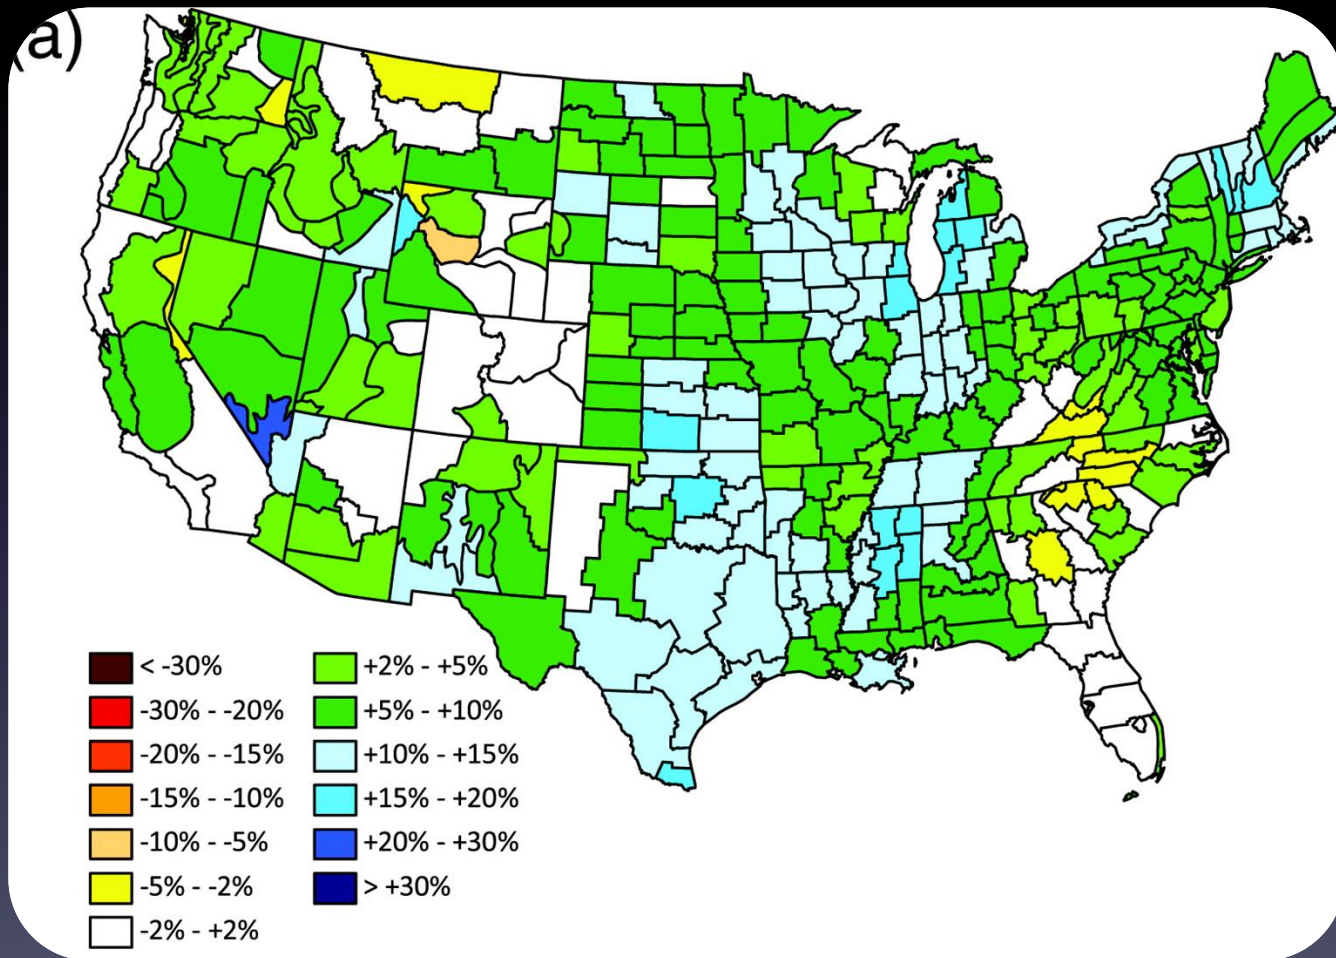 (a)
< -30%
-30% - -20%
-20% - -15%
-15% - -10%
-10% - -5%
-5% - -2%
-2% - +2%
+2% - +5%
+5% - +10%
+10% - +15%
+15% - +20%
+20% - +30%
> +30%